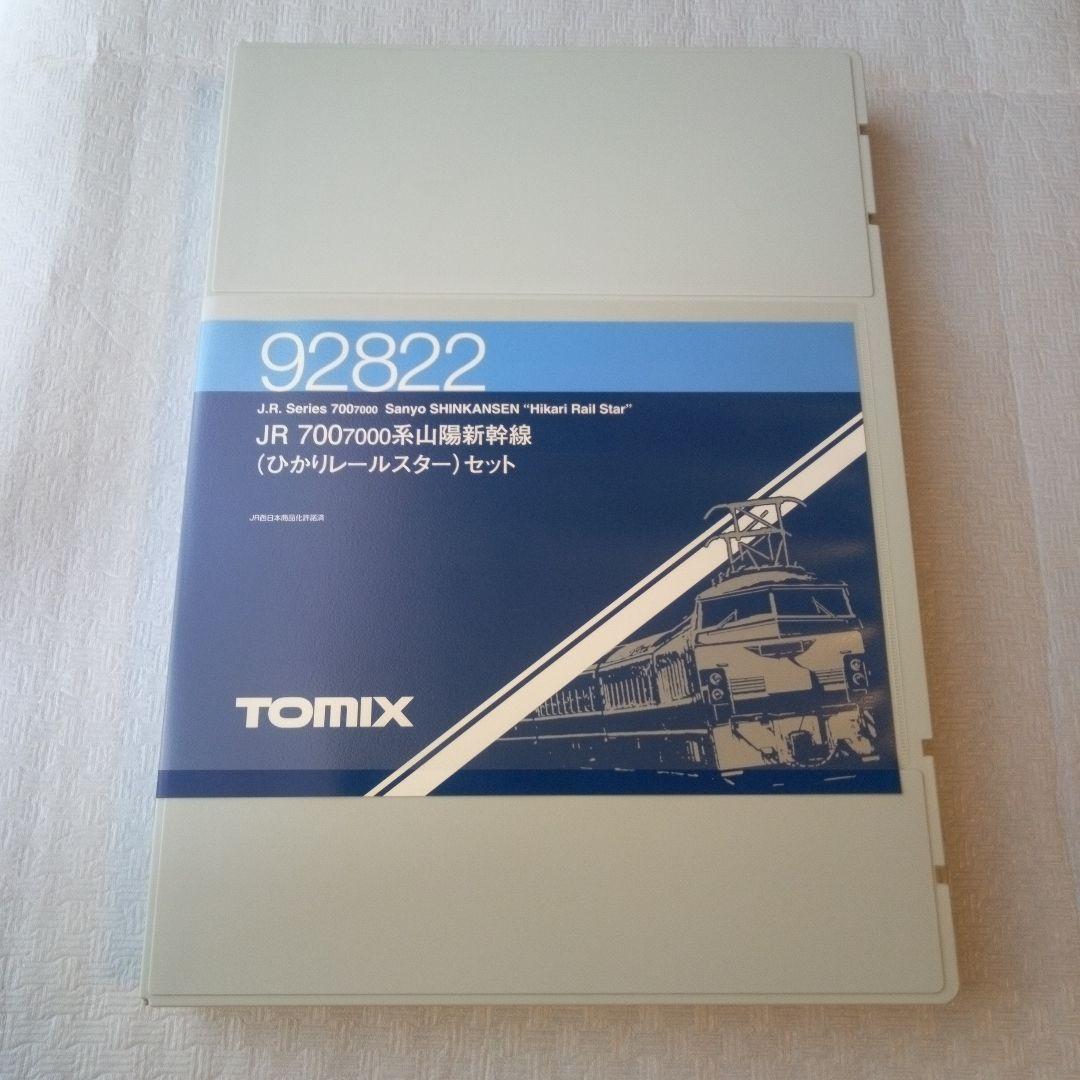 92822
J.R. Series 7007000 Sanyo SHINKANSEN “Hikari Rail Star”
JR 7007000系山陽新幹線
（ひかりレールスター）セット
JR西日本商品化許諾済
TOMIX